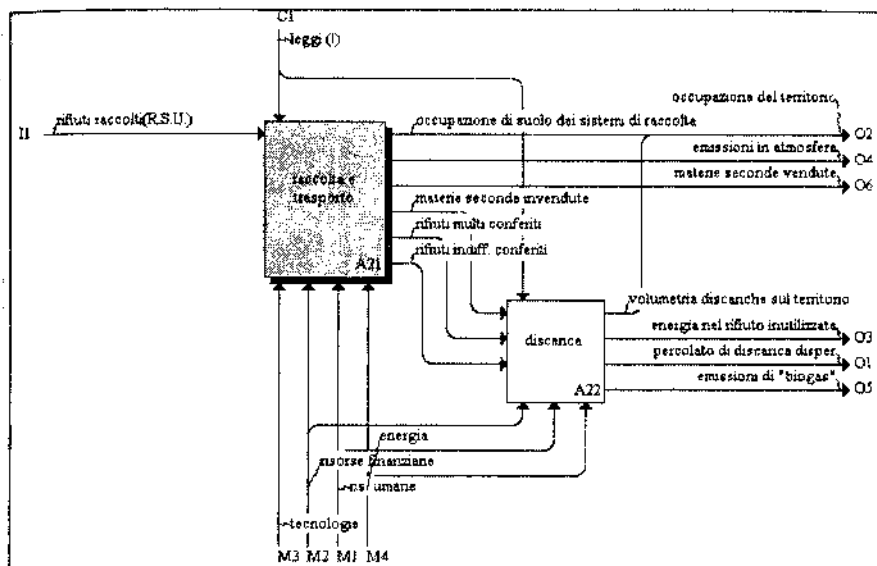 C1
leggi (l)
occupazione del territorio
I1
rifiuti raccolti(R.S.U.)
occupazione di suolo dei sistemi di raccolta
O2
emissioni in atmosfera
O4
raccolta e
trasporto
materie seconde vendute
O6
materie seconde invendute
rifiuti multi conferiti
rifiuti indiff. conferiti
A21
volumetria discariche sul territorio
energia nel rifiuto inutilizzata
O3
discarica
percolato di discarica disper
O1
emissioni di "biogas"
O5
A22
energia
risorse finanziarie
ris. umane
tecnologie
M3 M2 M1 M4